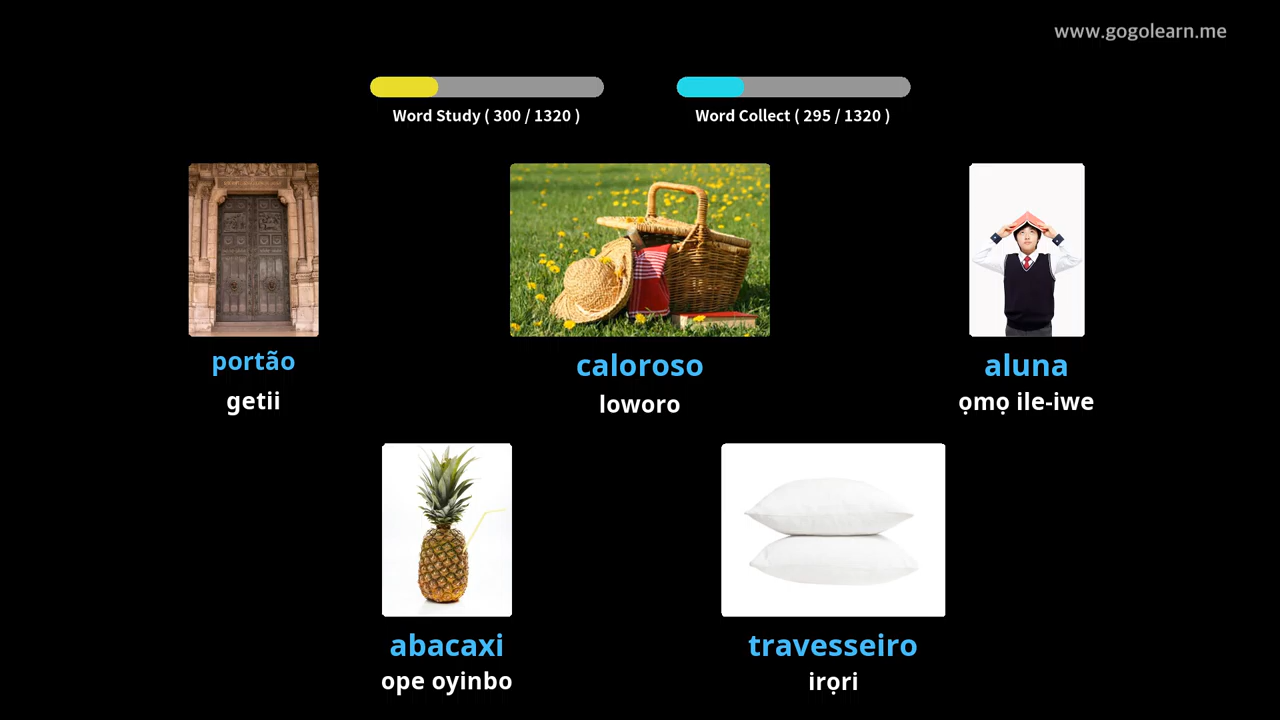 www.gogolearn.me
Word Study ( 300 / 1320 )
Word Collect ( 295 / 1320 )
portão
getii
caloroso
loworo
aluna
ọmọ ile-iwe
abacaxi
ope oyinbo
travesseiro
irọri